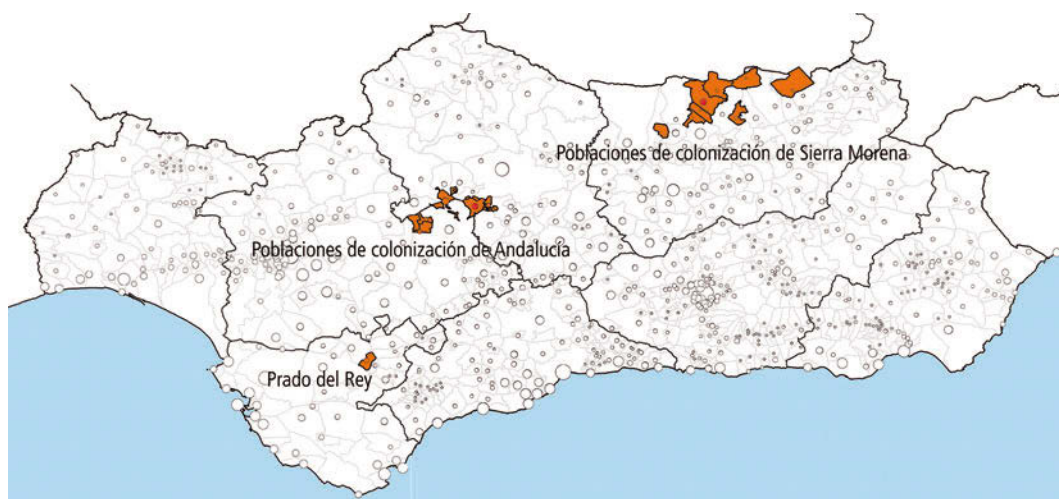 Poblaciones de colonización de Sierra Morena
Poblaciones de colonización de Andalucía
Prado del Rey